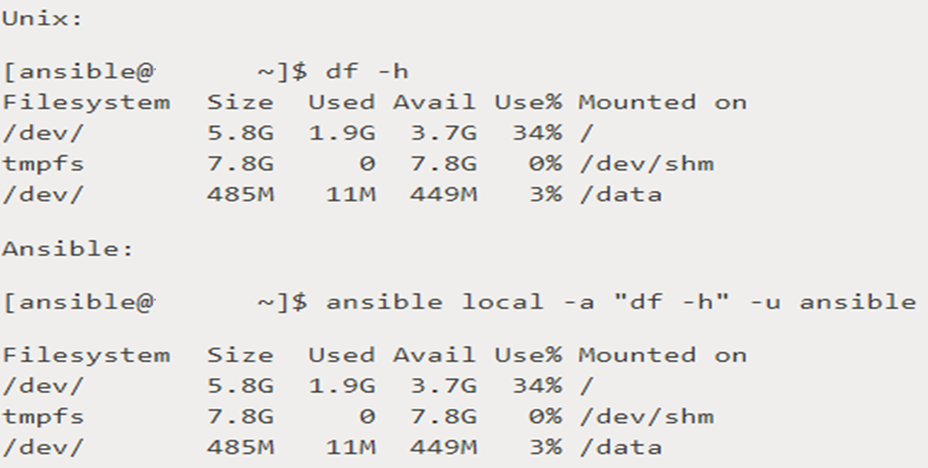 Unix:
[ansible@ ~]$ df -h
Filesystem Size Used Avail Use% Mounted on
/dev/ 5.8G 1.9G 3.7G 34% /
tmpfs 7.8G 0 7.8G 0% /dev/shm
/dev/ 485M 11M 449M 3% /data
Ansible:
[ansible@ ~]$ ansible local -a "df -h" -u ansible
Filesystem Size Used Avail Use% Mounted on
/dev/ 5.8G 1.9G 3.7G 34% /
tmpfs 7.8G 0 7.8G 0% /dev/shm
/dev/ 485M 11M 449M 3% /data